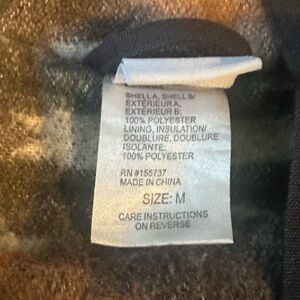 SHELLA, SHELL B/
EXTÉRIEUR A,
EXTÉRIEUR B:
100% POLYESTER
LINING, INSULATION/
DOUBLURE, DOUBLURE
ISOLANTE:
100% POLYESTER
RN #155737
MADE IN CHINA
SIZE: M
CARE INSTRUCTIONS
ON REVERSE